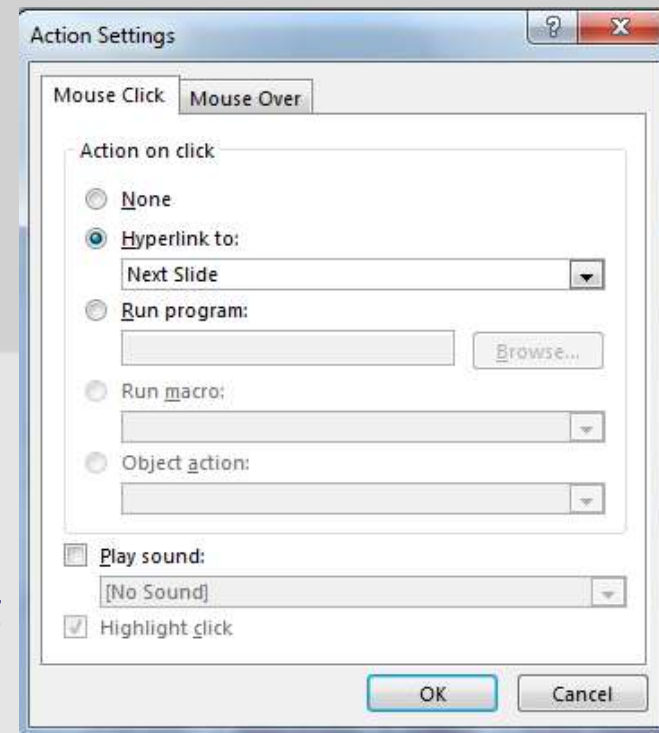 Action Settings
Mouse Click Mouse Over
Action on click
None
Hyperlink to:
Next Slide
Run program:
Browse...
Run macro:
Object action:
Play sound:
[No Sound]
Highlight click
OK Cancel